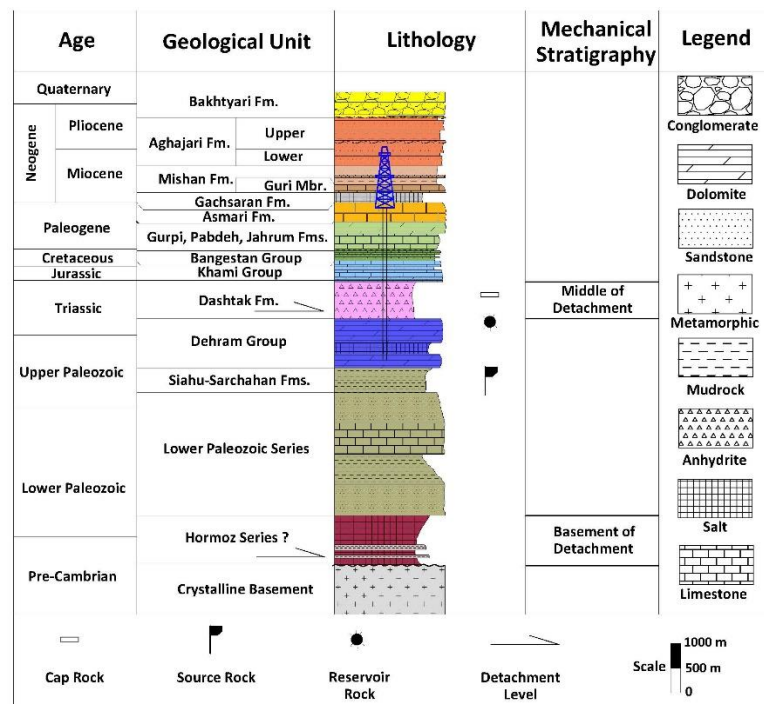 Age
Geological Unit
Lithology
Mechanical
Stratigraphy
Legend
Quaternary
Neogene
Pliocene
Miocene
Paleogene
Cretaceous
Jurassic
Triassic
Upper Paleozoic
Lower Paleozoic
Pre-Cambrian
Bakhtyari Fm.
Aghajari Fm.
Upper
Lower
Mishan Fm.
Guri Mbr.
Gachsaran Fm.
Asmari Fm.
Gurpi, Pabdeh, Jahrum Fms.
Bangestan Group
Khami Group
Dashtak Fm.
Dehram Group
Siahu-Sarchahan Fms.
Lower Paleozoic Series
Hormoz Series ?
Crystalline Basement
Middle of
Detachment
Basement of
Detachment
Conglomerate
Dolomite
Sandstone
Metamorphic
Mudrock
Anhydrite
Salt
Limestone
Cap Rock
Source Rock
Reservoir
Rock
Detachment
Level
Scale
1000 m
500 m
0